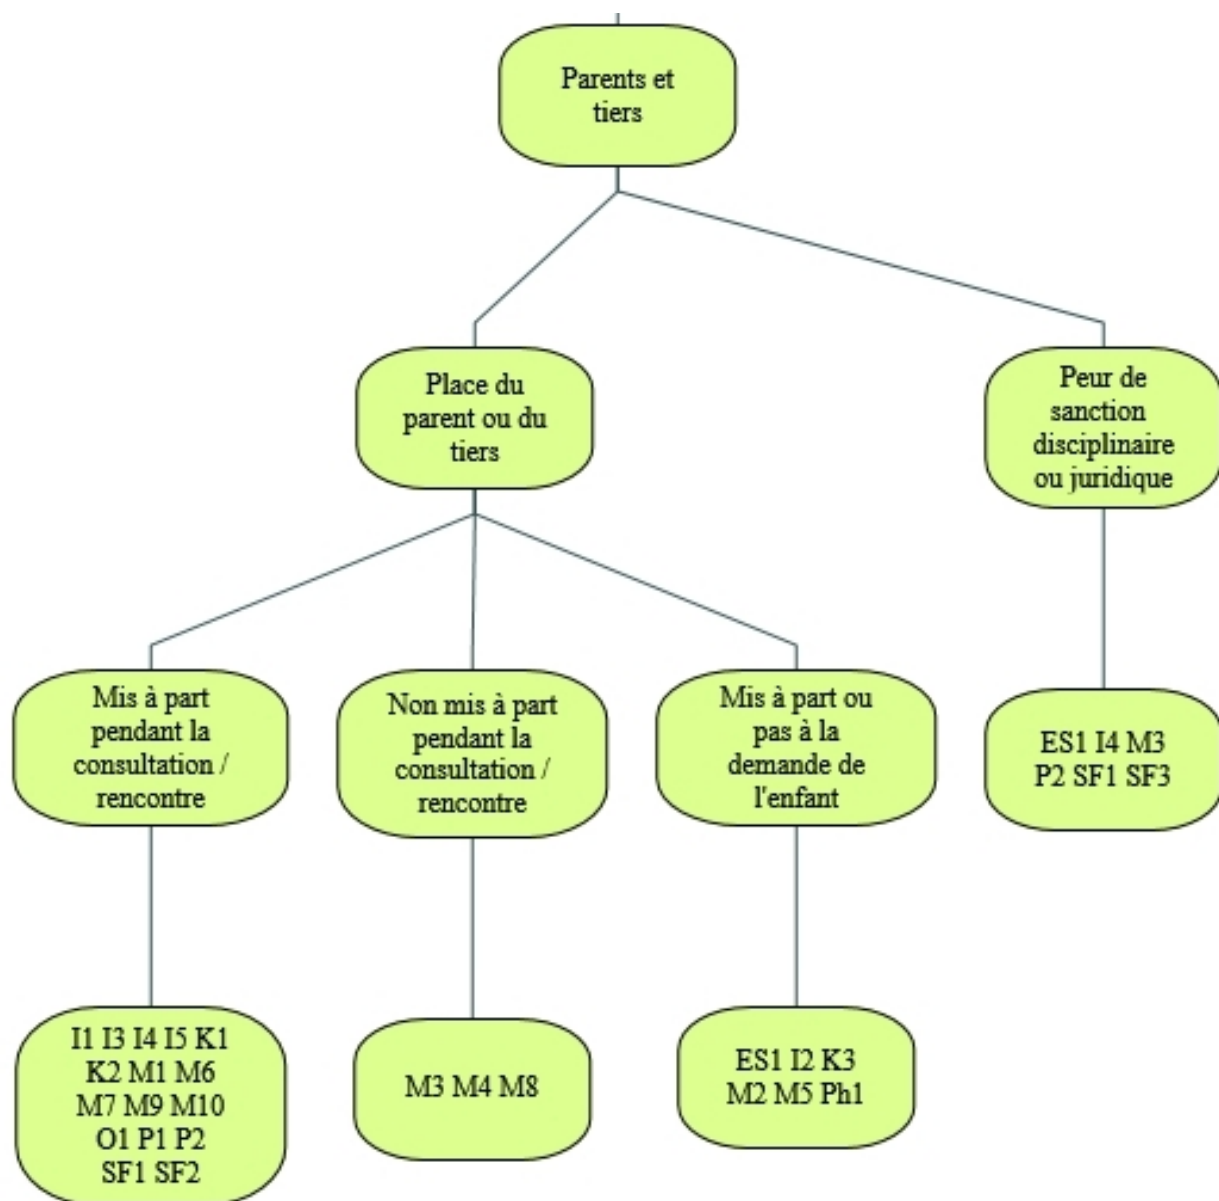 Parents et
tiers
Place du
parent ou du
tiers
Peur de
sanction
disciplinaire
ou juridique
Mis à part
pendant la
consultation /
rencontre
Non mis à part
pendant la
consultation /
rencontre
Mis à part ou
pas à la
demande de
l'enfant
ES1 I4 M3
P2 SF1 SF3
I1 I3 I4 I5 K1
K2 M1 M6
M7 M9 M10
O1 P1 P2
SF1 SF2
M3 M4 M8
ES1 I2 K3
M2 M5 Ph1